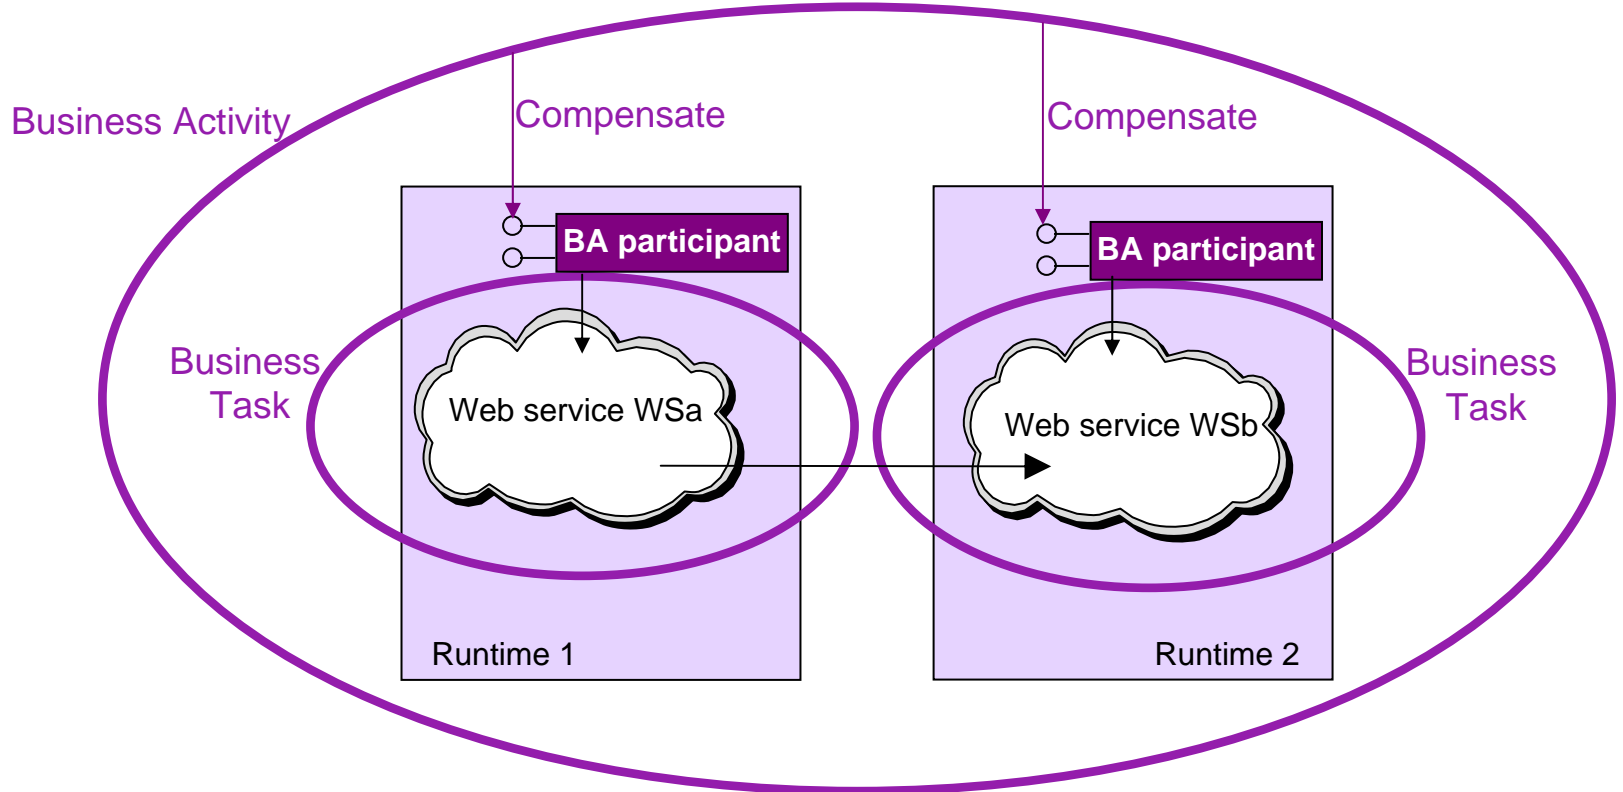 Business Activity
Compensate
Compensate
BA participant
BA participant
Business
Task
Business
Task
Web service WSa
Web service WSb
Runtime 1
Runtime 2